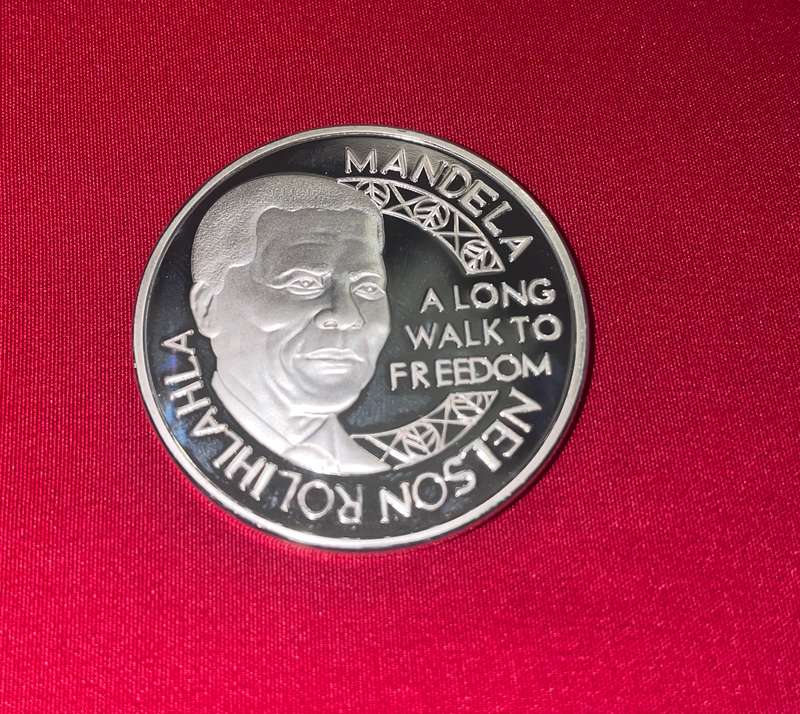 MANDELA
A LONG
WALK TO
FREEDOM
NELSON ROLIHLAHLA